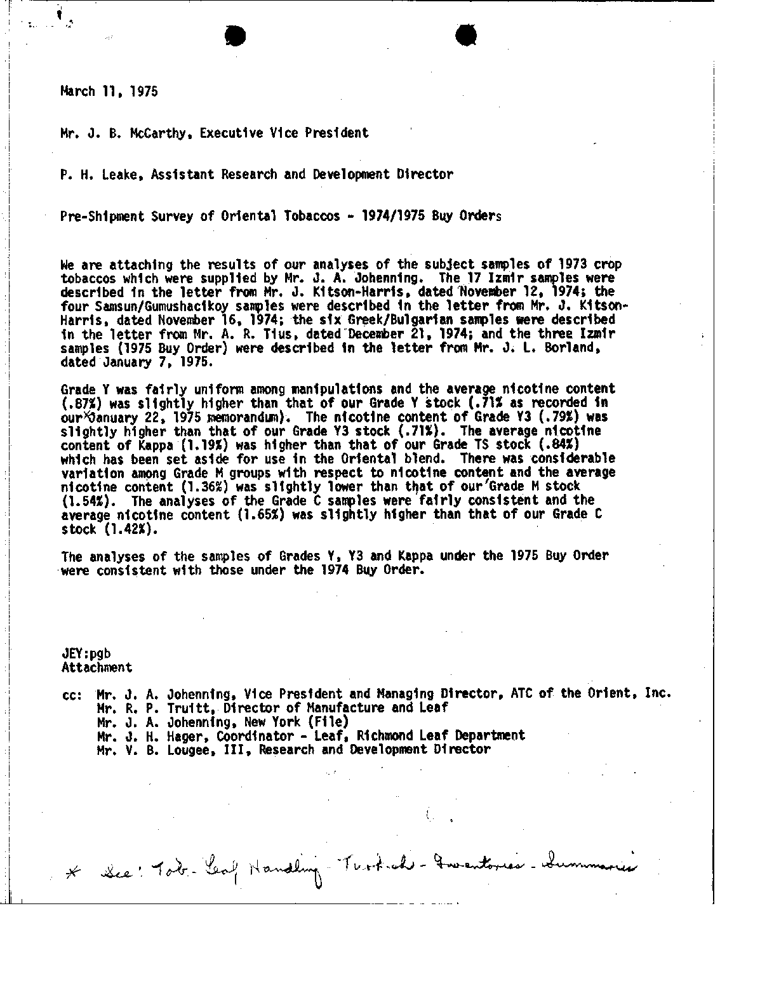 March 11, 1975
Mr. J. B. McCarthy, Executive Vice President
P. H. Leake, Assistant Research and Development Director
Pre-Shipment Survey of Oriental Tobaccos - 1974/1975 Buy Orders
We are attaching the results of our analyses of the subject samples of 1973 crop
tobaccos which were supplied by Mr. J. A. Johenning. The 17 Izmir samples were
described in the letter from Mr. J. Kitson-Harris, dated November 12, 1974; the
four Samsun/Gumushacikoy samples were described in the letter from Mr. J. Kitson-
Harris, dated November 16, 1974; the six Greek/Bulgarian samples were described
in the letter from Mr. A. R. Tius, dated December 21, 1974; and the three Izmir
samples (1975 Buy Order) were described in the letter from Mr. J. L. Borland,
dated January 7, 1975.
Grade Y was fairly uniform among manipulations and the average nicotine content
(.87%) was slightly higher than that of our Grade Y stock (.71% as recorded in
our* January 22, 1975 memorandum). The nicotine content of Grade Y3 (.79%) was
slightly higher than that of our Grade Y3 stock (.71%). The average nicotine
content of Kappa (1.19%) was higher than that of our Grade TS stock (.84%)
which has been set aside for use in the Oriental blend. There was considerable
variation among Grade M groups with respect to nicotine content and the average
nicotine content (1.36%) was slightly lower than that of our Grade M stock
(1.54%). The analyses of the Grade C samples were fairly consistent and the
average nicotine content (1.65%) was slightly higher than that of our Grade C
stock (1.42%).
The analyses of the samples of Grades Y, Y3 and Kappa under the 1975 Buy Order
were consistent with those under the 1974 Buy Order.
JEY:pgb
Attachment
cc: Mr. J. A. Johenning, Vice President and Managing Director, ATC of the Orient, Inc.
Mr. R. P. Truitt, Director of Manufacture and Leaf
Mr. J. A. Johenning, New York (File)
Mr. J. H. Hager, Coordinator - Leaf, Richmond Leaf Department
Mr. V. B. Lougee, III, Research and Development Director
* See: Tob - Leaf Handling - Turkish - Inventories - Summaries